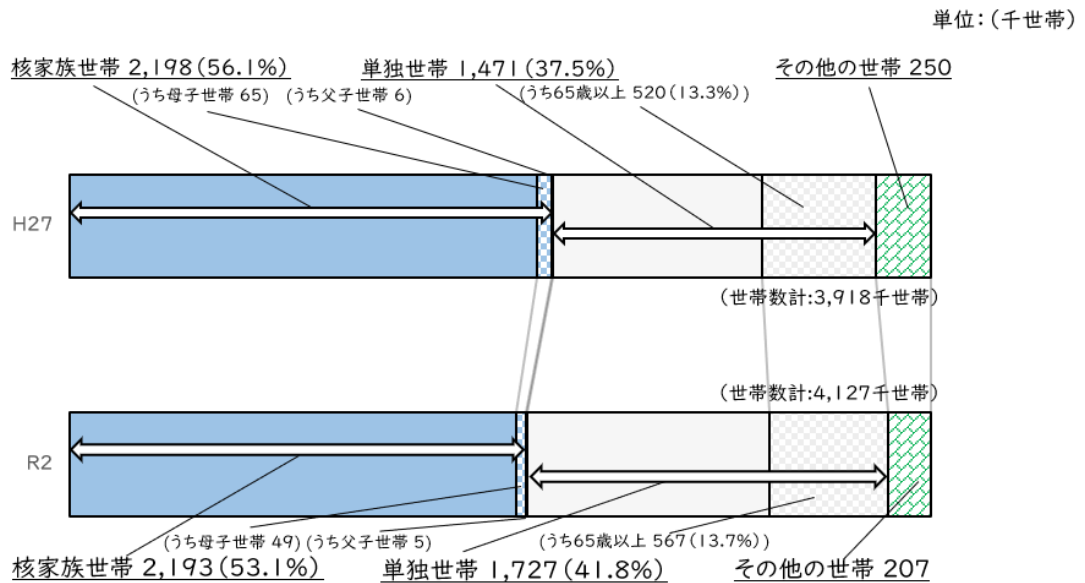 単位:(千世帯)
核家族世帯 2,198(56.1%) 単独世帯 1,471(37.5%) その他の世帯 250
(うち母子世帯 65) (うち父子世帯 6) (うち65歳以上 520(13.3%))
H27
(世帯数計:3,918千世帯)
(世帯数計:4,127千世帯)
R2
(うち母子世帯 49) (うち父子世帯 5) (うち65歳以上 567(13.7%))
核家族世帯 2,193(53.1%) 単独世帯 1,727(41.8%) その他の世帯 207